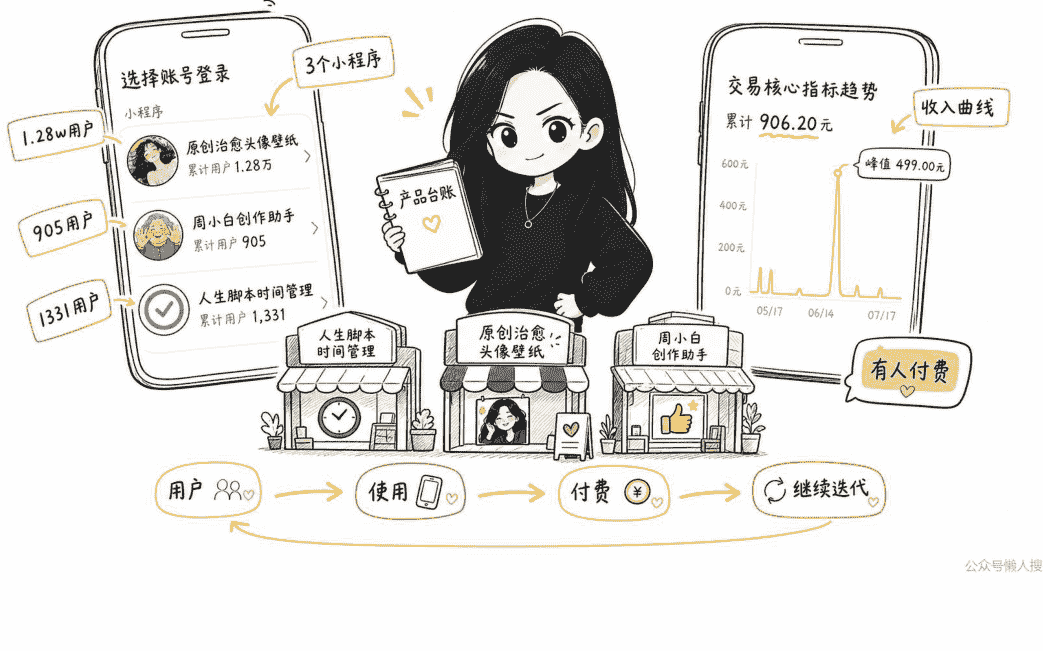 选择账号登录
小程序
3个小程序
1.28w用户
原创治愈头像壁纸
累计用户 1.28万
905用户
周小白创作助手
累计用户 905
1331用户
人生脚本时间管理
累计用户 1,331
产品台账
交易核心指标趋势
累计 906.20元
收入曲线
峰值 499.00元
600元
400元
200元
0元
05/17 06/14 07/17
有人付费
人生脚本
时间管理
原创治愈
头像壁纸
周小白
创作助手
用户
使用
付费 ¥
继续迭代
公众号懒人搜